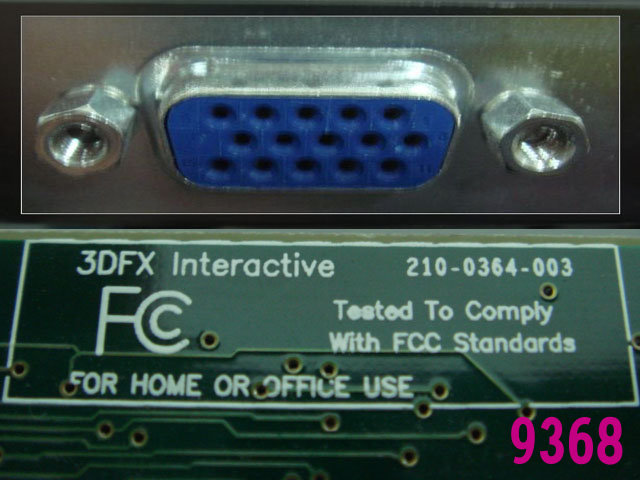 3DFX Interactive 210-0364-003
FC Tested To Comply
With FCC Standards
FOR HOME OR OFFICE USE
9368